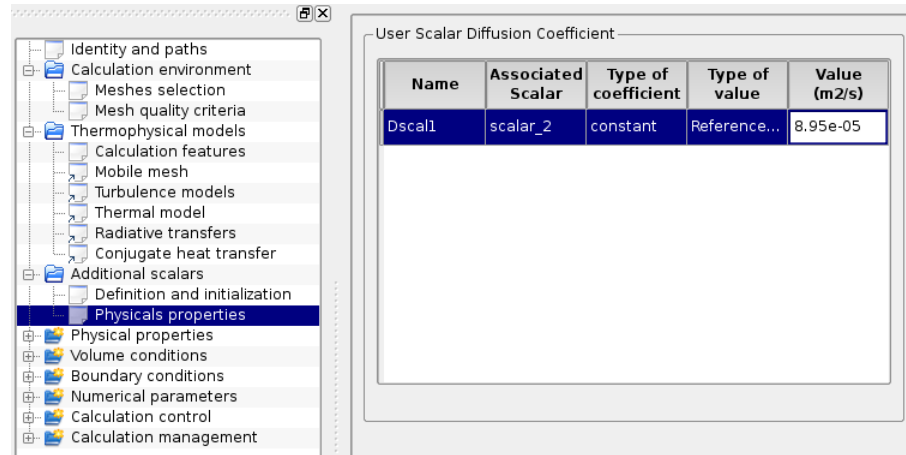 Identity and paths
Calculation environment
Meshes selection
Mesh quality criteria
Thermophysical models
Calculation features
Mobile mesh
Turbulence models
Thermal model
Radiative transfers
Conjugate heat transfer
Additional scalars
Definition and initialization
Physicals properties
Physical properties
Volume conditions
Boundary conditions
Numerical parameters
Calculation control
Calculation management
User Scalar Diffusion Coefficient
Name Associated Scalar Type of coefficient Type of value Value (m2/s)
Dscal1 scalar_2 constant Reference... 8.95e-05